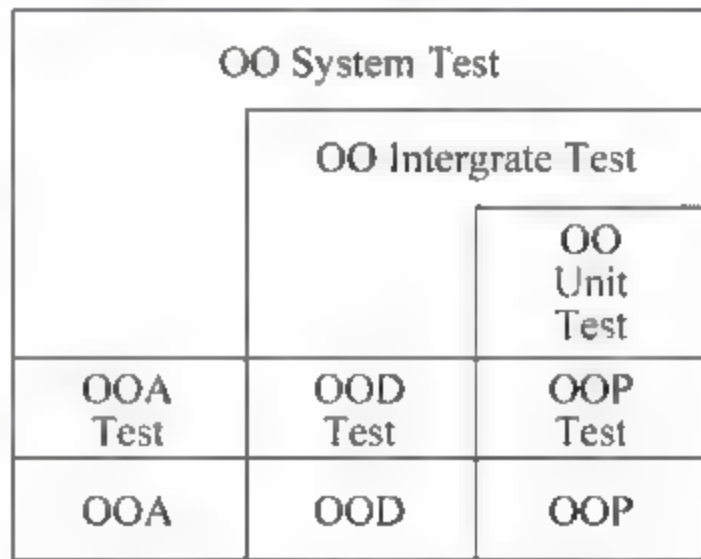 OO System Test
OO Intergrate Test
OO
Unit
Test
OOA OOD OOP
Test Test Test
OOA OOD OOP